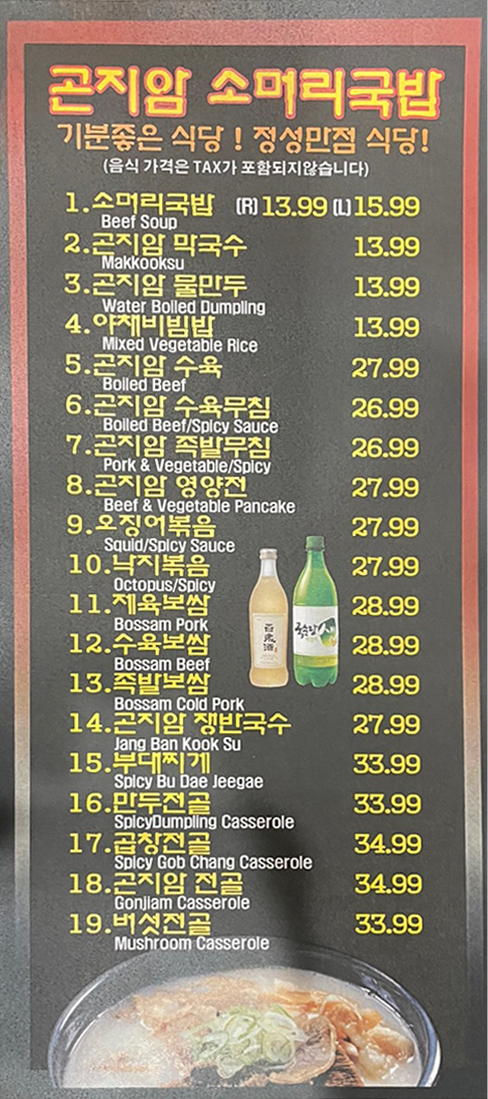 곤지암 소머리국밥
기분좋은 식당 ! 정성만점 식당!
(음식 가격은 TAX가 포함되지않습니다)
1.소머리국밥 (R) 13.99 (L) 15.99
Beef Soup
2.곤지암 막국수 13.99
Makkooksu
3.곤지암 물만두 13.99
Water Boiled Dumpling
4.야채비빔밥 13.99
Mixed Vegetable Rice
5.곤지암 수육 27.99
Boiled Beef
6.곤지암 수육무침 26.99
Boiled Beef/Spicy Sauce
7.곤지암 족발무침 26.99
Pork & Vegetable/Spicy
8.곤지암 영양전 27.99
Beef & Vegetable Pancake
9.오징어볶음 27.99
Squid/Spicy Sauce
10.낙지볶음 27.99
Octopus/Spicy
11.제육보쌈 28.99
Bossam Pork
12.수육보쌈 28.99
Bossam Beef
13.족발보쌈 28.99
Bossam Cold Pork
14.곤지암 쟁반국수 27.99
Jang Ban Kook Su
15.부대찌게 33.99
Spicy Bu Dae Jeegae
16.만두전골 33.99
SpicyDumpling Casserole
17.곱창전골 34.99
Spicy Gob Chang Casserole
18.곤지암 전골 34.99
Gonjiam Casserole
19.버섯전골 33.99
Mushroom Casserole
百歲酒